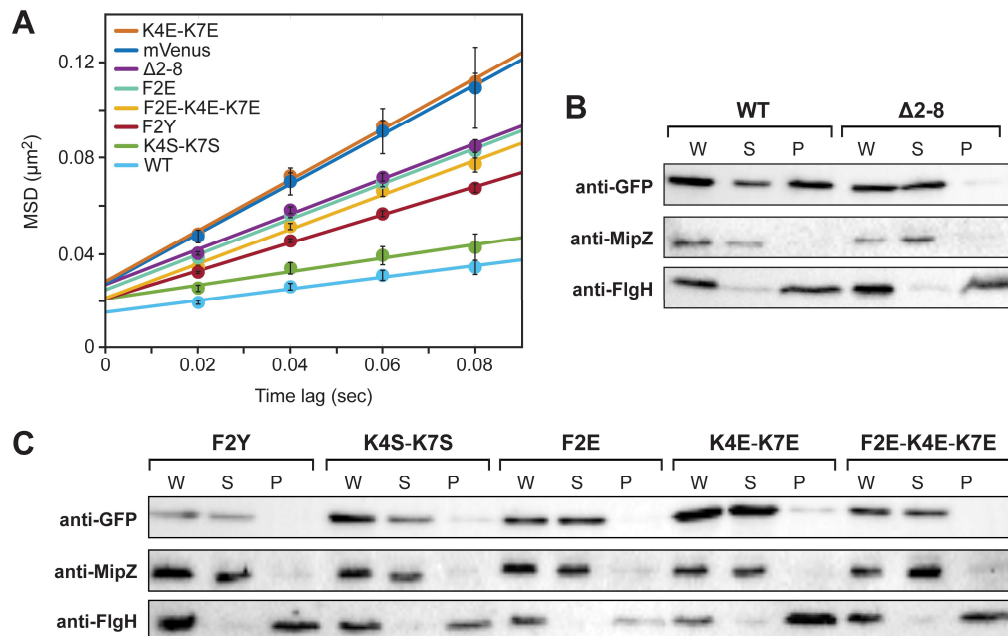 A
K4E-K7E
mVenus
Δ2-8
F2E
F2E-K4E-K7E
F2Y
K4S-K7S
WT
MSD (µm²)
0.12
0.08
0.04
0
0 0.02 0.04 0.06 0.08
Time lag (sec)
B
WT Δ2-8
W S P W S P
anti-GFP
anti-MipZ
anti-FlgH
C
F2Y K4S-K7S F2E K4E-K7E F2E-K4E-K7E
W S P W S P W S P W S P W S P
anti-GFP
anti-MipZ
anti-FlgH